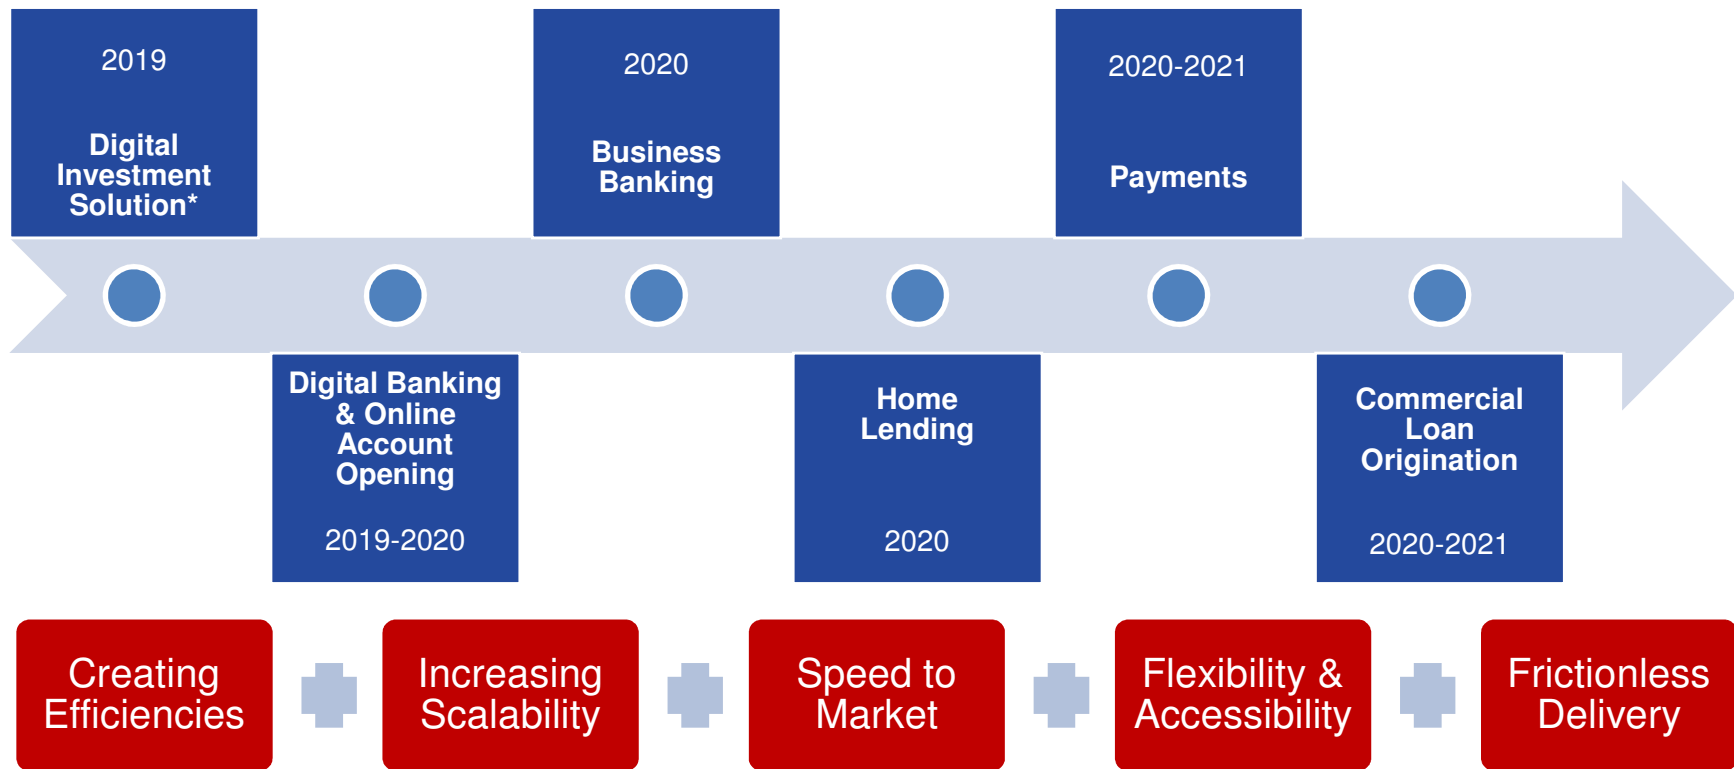 2019
Digital
Investment
Solution*
Digital Banking
& Online
Account
Opening
2019-2020
2020
Business
Banking
Home
Lending
2020
2020-2021
Payments
Commercial
Loan
Origination
2020-2021
Creating
Efficiencies
Increasing
Scalability
Speed to
Market
Flexibility &
Accessibility
Frictionless
Delivery